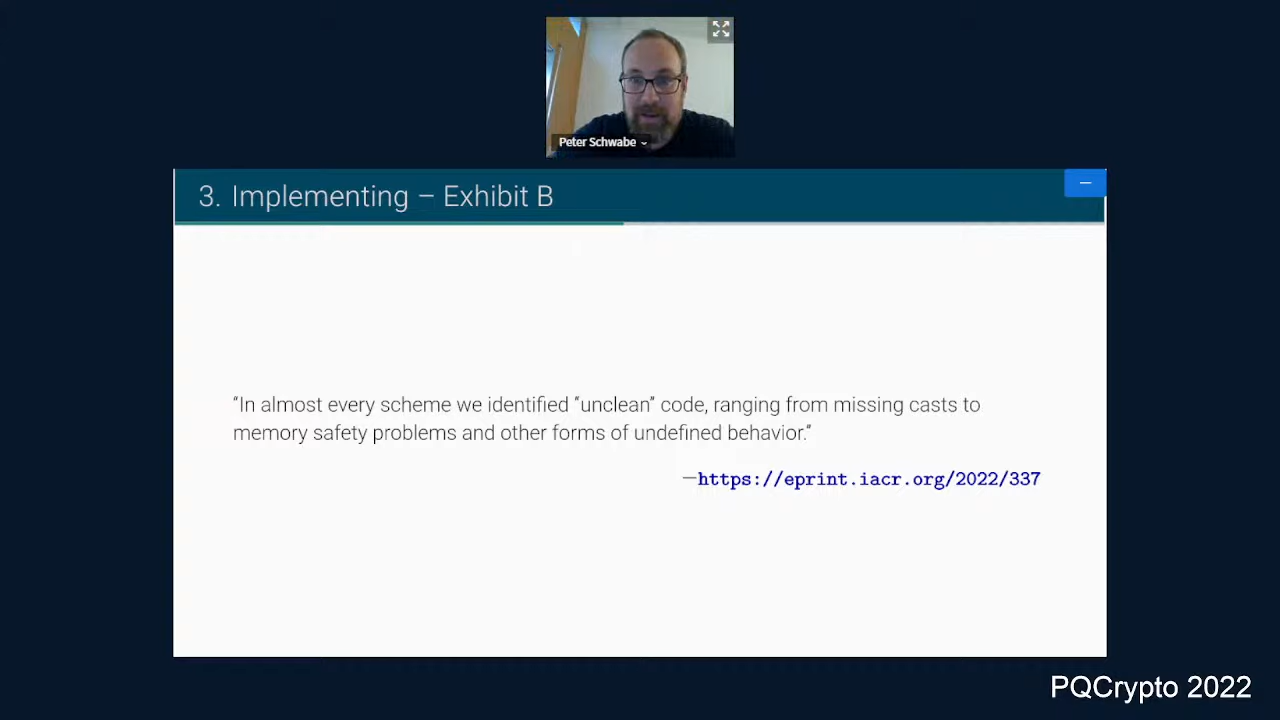 Peter Schwabe
3. Implementing – Exhibit B
“In almost every scheme we identified “unclean” code, ranging from missing casts to
memory safety problems and other forms of undefined behavior.”
—https://eprint.iacr.org/2022/337
PQCrypto 2022